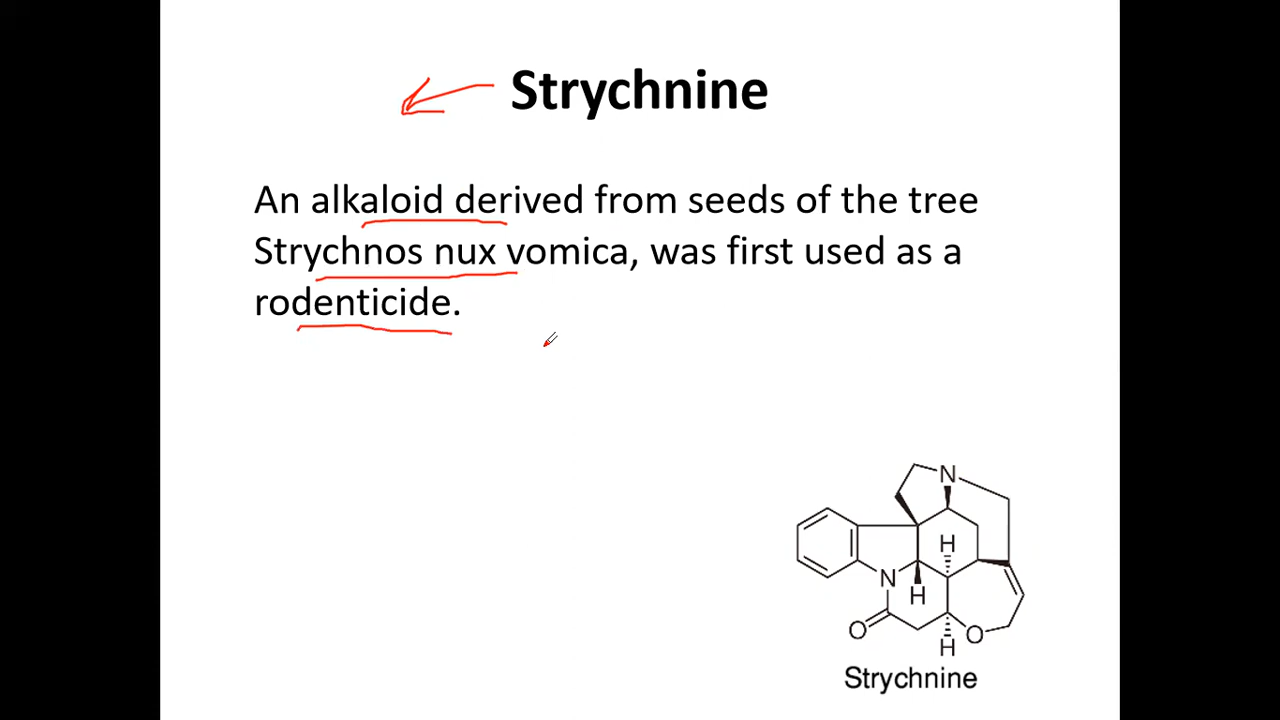 Strychnine
An alkaloid derived from seeds of the tree
Strychnos nux vomica, was first used as a
rodenticide.
N
H
N
H
O
O
H
Strychnine